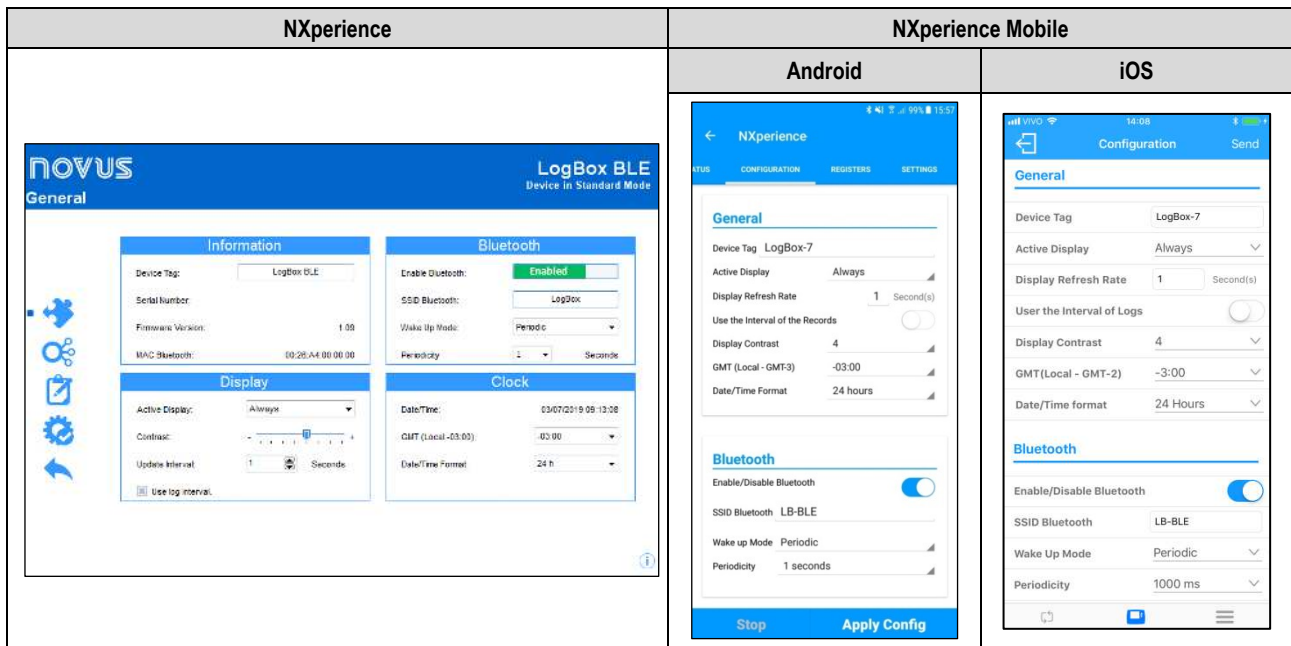 NXperience
NXperience Mobile
Android
iOS
NOVUS
General
LogBox BLE
Device in Standard Mode
Information
Device Tag: LogBox BLE
Serial Number:
Firmware Version: 1.09
MAC Bluetooth: 00:26:A4:00:00:00
Bluetooth
Enable Bluetooth: Enabled
SSID Bluetooth: LogBox
Wake Up Mode: Periodic
Periodicity 1 Seconds
Display
Active Display: Always
Contrast: - +
Update Interval: 1 Seconds
Use log interval.
Clock
Date/Time: 03/07/2019 09:13:08
GMT (Local -03:00): -03:00
Date/Time Format 24 h
99% 15:57
NXperience
ATUS CONFIGURATION REGISTERS SETTINGS
General
Device Tag LogBox-7
Active Display Always
Display Refresh Rate 1 Second(s)
Use the Interval of the Records
Display Contrast 4
GMT (Local - GMT-3) -03:00
Date/Time Format 24 hours
Bluetooth
Enable/Disable Bluetooth
SSID Bluetooth LB-BLE
Wake up Mode Periodic
Periodicity 1 seconds
Stop Apply Config
VIVO 14:08
Configuration Send
General
Device Tag LogBox-7
Active Display Always
Display Refresh Rate 1 Second(s)
User the Interval of Logs
Display Contrast 4
GMT(Local - GMT-2) -3:00
Date/Time format 24 Hours
Bluetooth
Enable/Disable Bluetooth
SSID Bluetooth LB-BLE
Wake Up Mode Periodic
Periodicity 1000 ms